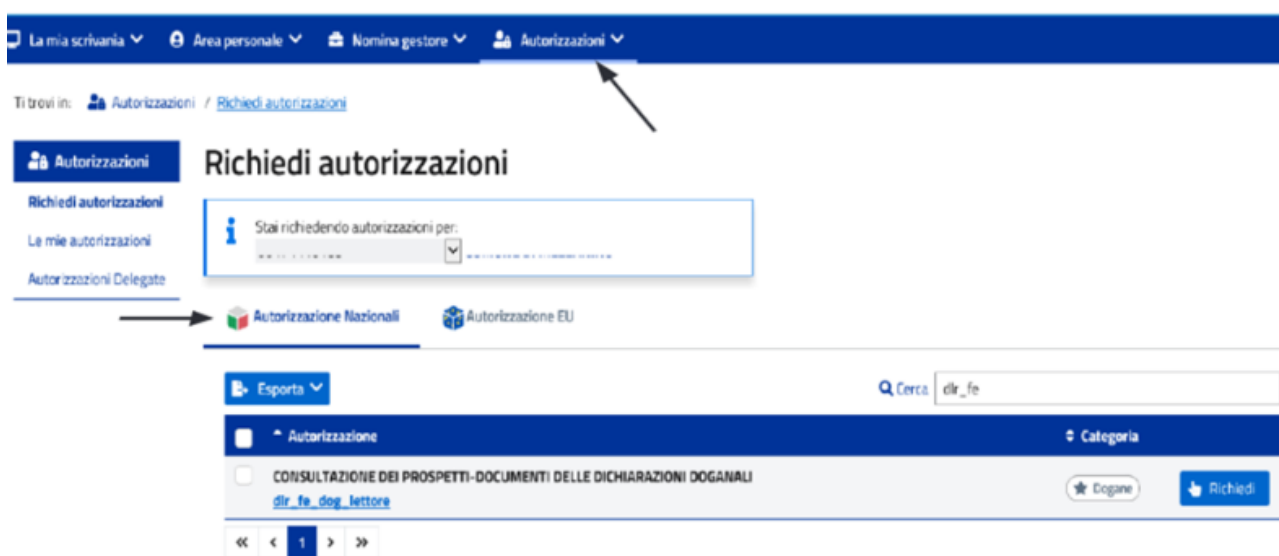 La mia scrivania Area personale Nomina gestore Autorizzazioni
Ti trovi in: Autorizzazioni / Richiedi autorizzazioni
Autorizzazioni
Richiedi autorizzazioni
Le mie autorizzazioni
Autorizzazioni Delegate
Richiedi autorizzazioni
Stai richiedendo autorizzazioni per:
Autorizzazione Nazionali Autorizzazione EU
Esporta Cerca dlr_fe
Autorizzazione Categoria
CONSULTAZIONE DEI PROSPETTI-DOCUMENTI DELLE DICHIARAZIONI DOGANALI
dlr_fe_dog_lettore Dogane Richiedi
« < 1 > »